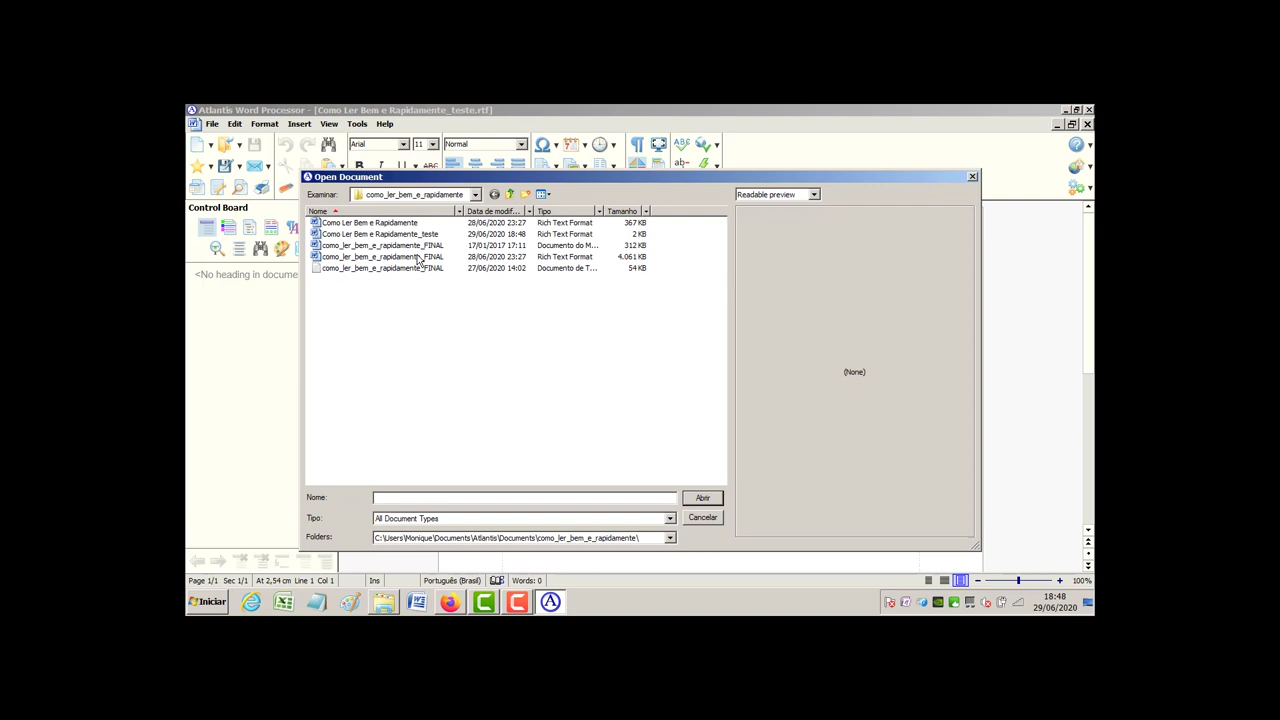 Atlantis Word Processor - [Como Ler Bem e Rapidamente_teste.rtf]
File Edit Format Insert View Tools Help
Arial 11 Normal
Open Document
Examinar: como_ler_bem_e_rapidamente Readable preview
Control Board
Nome Data de modif... Tipo Tamanho
Como Ler Bem e Rapidamente 28/06/2020 23:27 Rich Text Format 367 KB
Como Ler Bem e Rapidamente_teste 29/06/2020 18:48 Rich Text Format 2 KB
como_ler_bem_e_rapidamente_FINAL 17/01/2017 17:11 Documento do M... 312 KB
como_ler_bem_e_rapidamente_FINAL 28/06/2020 23:27 Rich Text Format 4.061 KB
como_ler_bem_e_rapidamente_FINAL 27/06/2020 14:02 Documento de T... 54 KB
<No heading in docume
(None)
Nome: Abrir
Tipo: All Document Types Cancelar
Folders: C:\Users\Monique\Documents\Atlantis\Documents\como_ler_bem_e_rapidamente\
Page 1/1 Sec 1/1 At 2,54 cm Line 1 Col 1 Ins Português (Brasil) Words: 0 100%
Iniciar 18:48
29/06/2020